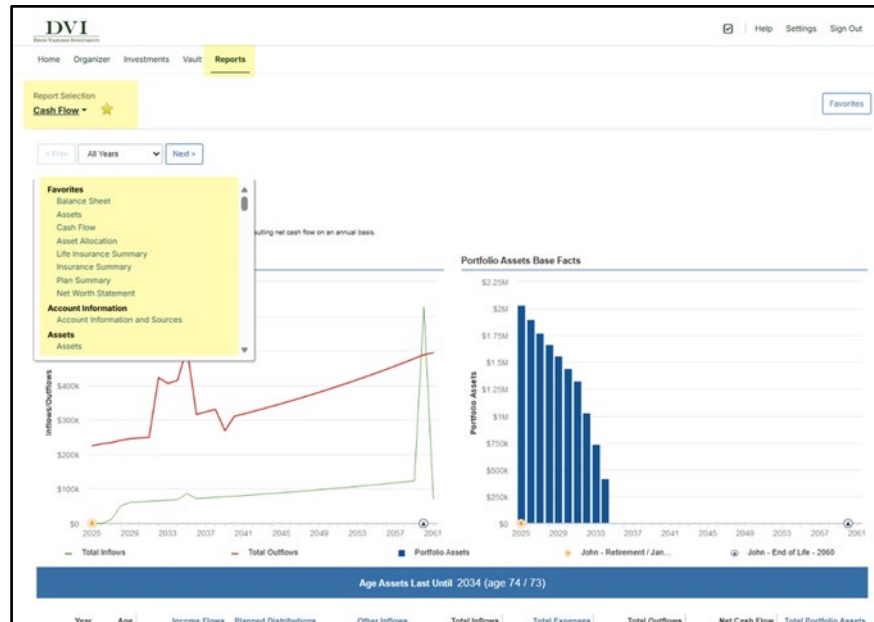 DVI
Help Settings Sign Out
Home Organizer Investments Vault Reports
Report Selection
Cash Flow
Favorites
< Prev All Years Next >
Favorites
Balance Sheet
Assets
Cash Flow
Asset Allocation
Life Insurance Summary
Insurance Summary
Plan Summary
Net Worth Statement
Account Information
Account Information and Sources
Assets
Assets
sulting net cash flow on an annual basis.
Inflows/Outflows
$400k
$300k
$200k
$100k
$0
2025 2029 2033 2037 2041 2045 2049 2053 2057 2061
Total Inflows Total Outflows
Portfolio Assets Base Facts
Portfolio Assets
$2.25M
$2M
$1.75M
$1.5M
$1.25M
$1M
$750k
$500k
$250k
$0
2025 2029 2033 2037 2041 2045 2049 2053 2057 2061
Portfolio Assets John - Retirement / Jan... John - End of Life - 2060
Age Assets Last Until 2034 (age 74 / 73)
Year Age Income Flows Planned Distributions Other Inflows Total Inflows Total Expenses Total Outflows Net Cash Flow Total Portfolio Assets